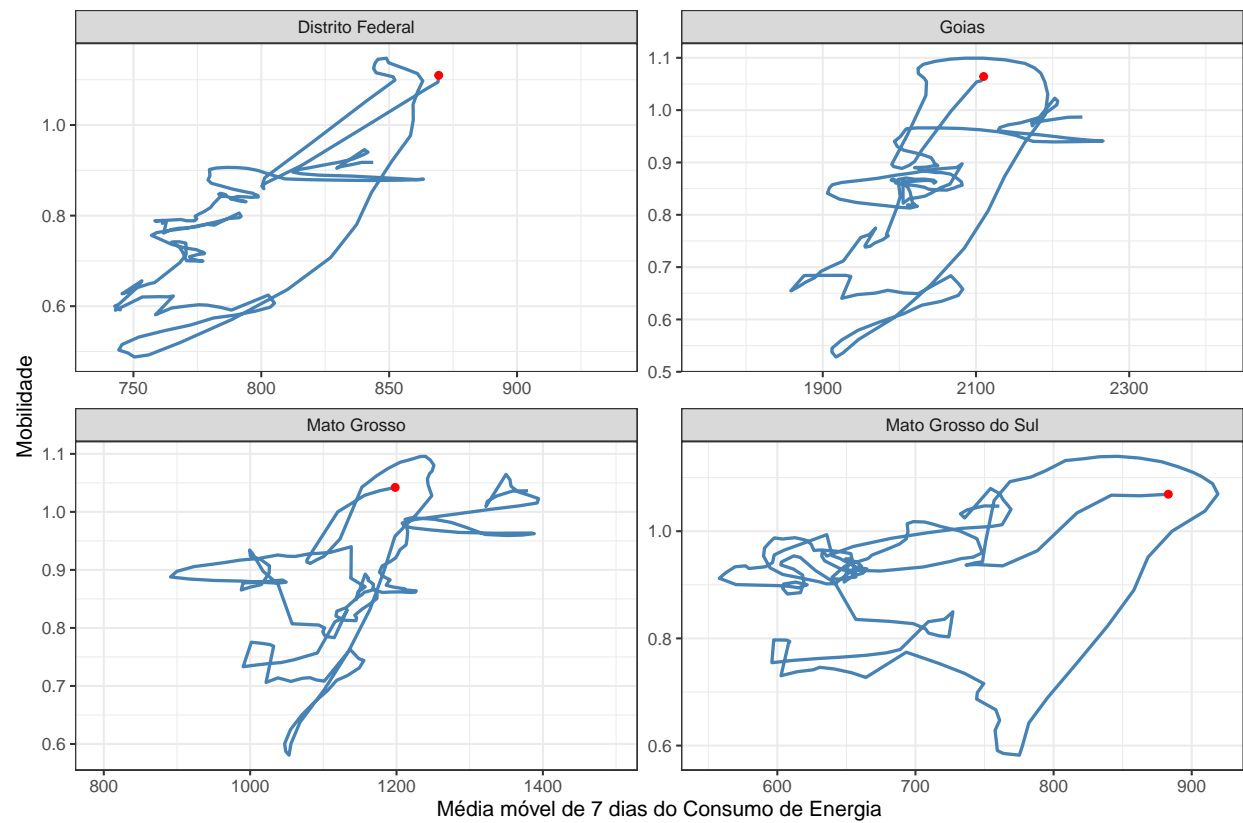 Distrito Federal
Goias
1.0
0.8
0.6
750 800 850 900
1.1
1.0
0.9
0.8
0.7
0.6
0.5
1900 2100 2300
Mobilidade
Mato Grosso
Mato Grosso do Sul
1.1
1.0
0.9
0.8
0.7
0.6
800 1000 1200 1400
1.0
0.8
0.6
600 700 800 900
Média móvel de 7 dias do Consumo de Energia